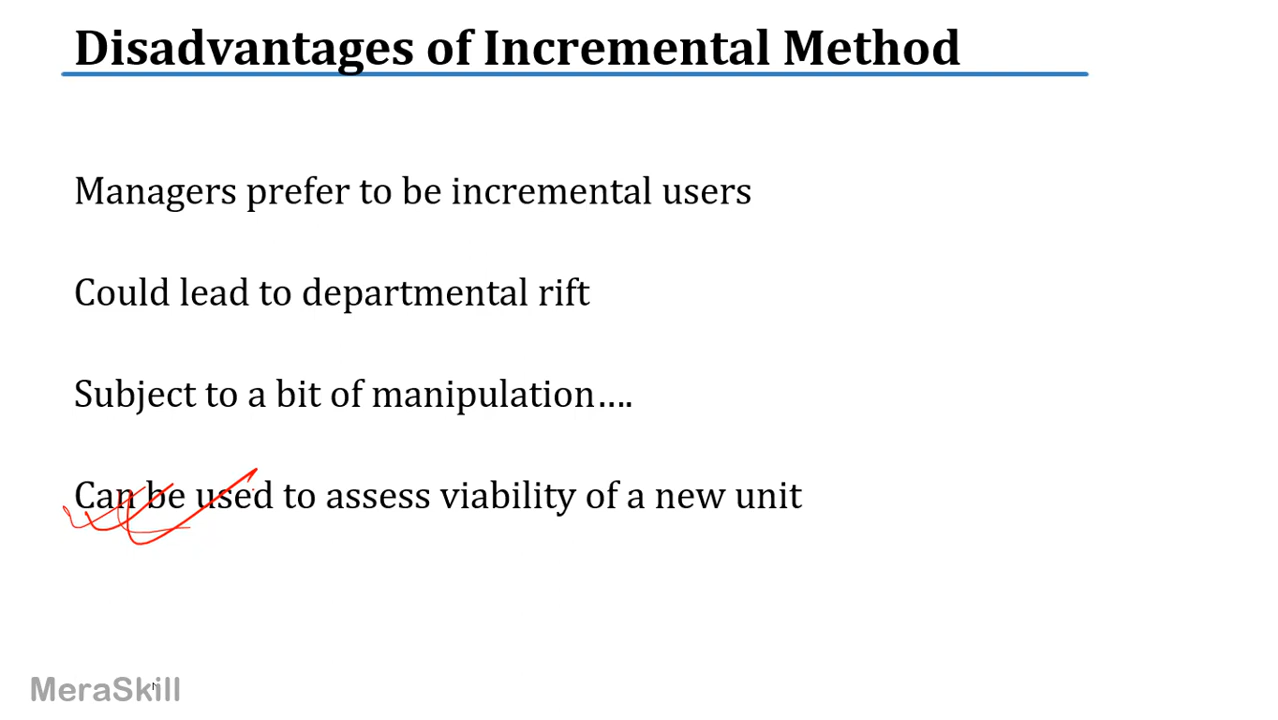 Disadvantages of Incremental Method
Managers prefer to be incremental users
Could lead to departmental rift
Subject to a bit of manipulation....
Can be used to assess viability of a new unit
MeraSkill